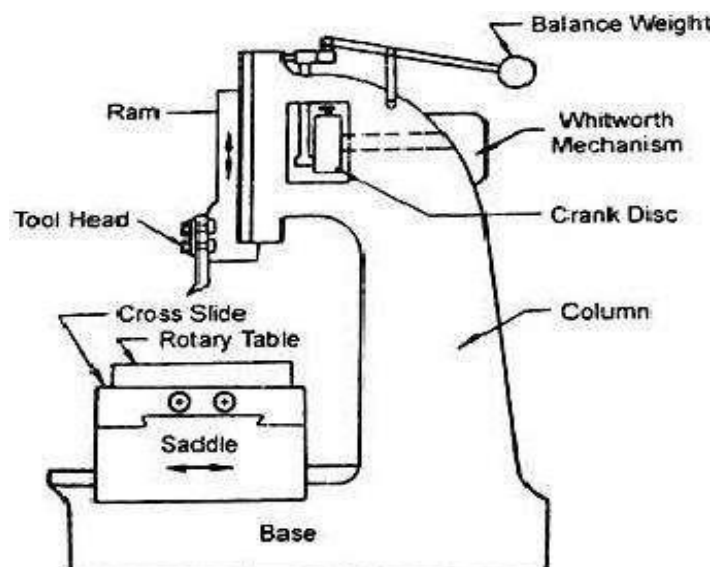 Balance Weight
Ram
Whitworth
Mechanism
Tool Head
Crank Disc
Cross Slide
Column
Rotary Table
Saddle
Base